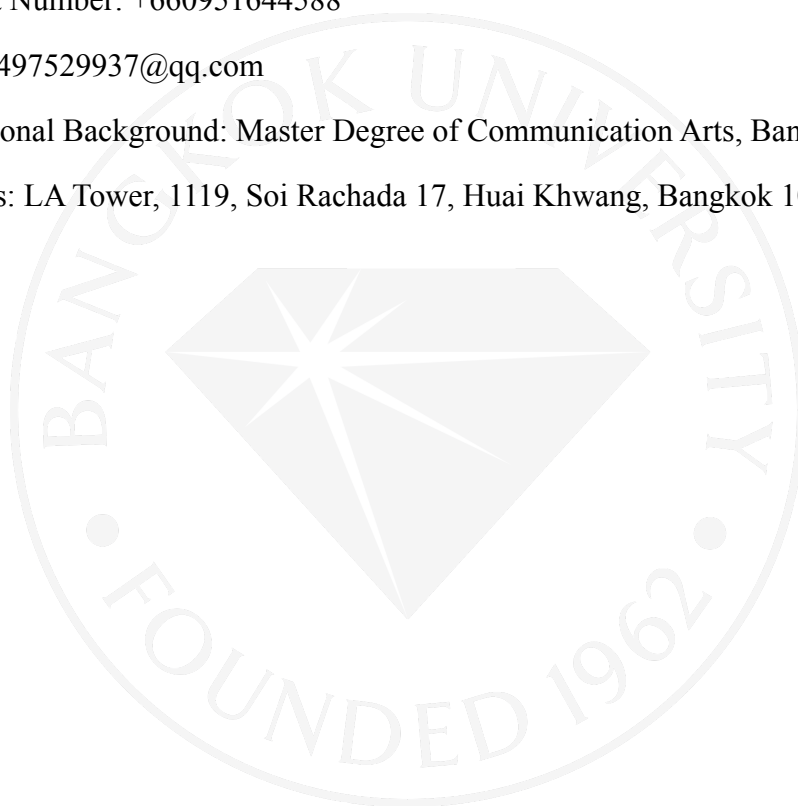 Number: +660951644588
497529937@qq.com
onal Background: Master Degree of Communication Arts, Ban
s: LA Tower, 1119, Soi Rachada 17, Huai Khwang, Bangkok 1
BANGKOK UNIVERSITY
• FOUNDED 1962 •